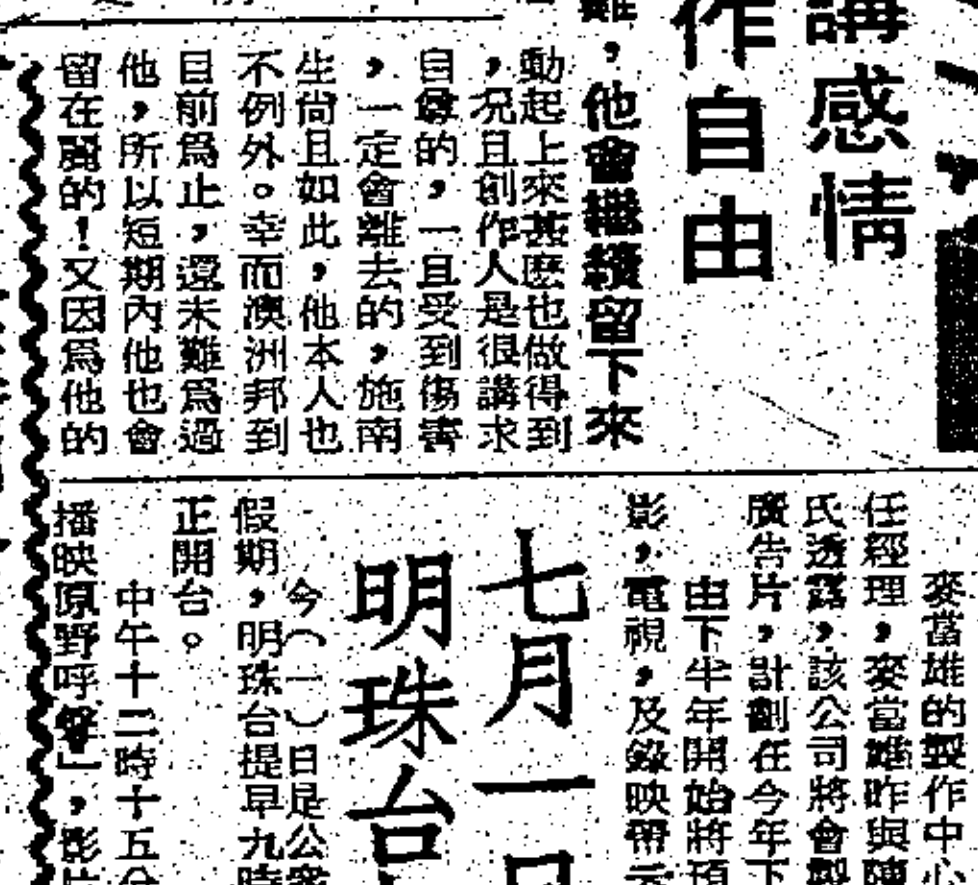 講感情
作自由
，他會繼續留下來
動起上來甚麼也做得到
，況且創作人是很講求
自尊的，一旦受到傷害
，一定會離去的，施南
生尚且如此，他本人也
不例外。幸而澳洲邦到
目前為止，還未難為過
他，所以短期內他也會
留在麗的！又因為他的
麥當雄的製作中心
任經理，麥當雄昨與陳
氏透露，該公司將會製
廣告片，計劃在今年下
由下半年開始將
影，電視，及錄映帶
七月一日
明珠台
今（一）日是公眾
假期，明珠台提早九時
正開台。
中午十二時十五分
播映原野呼聲」，影片